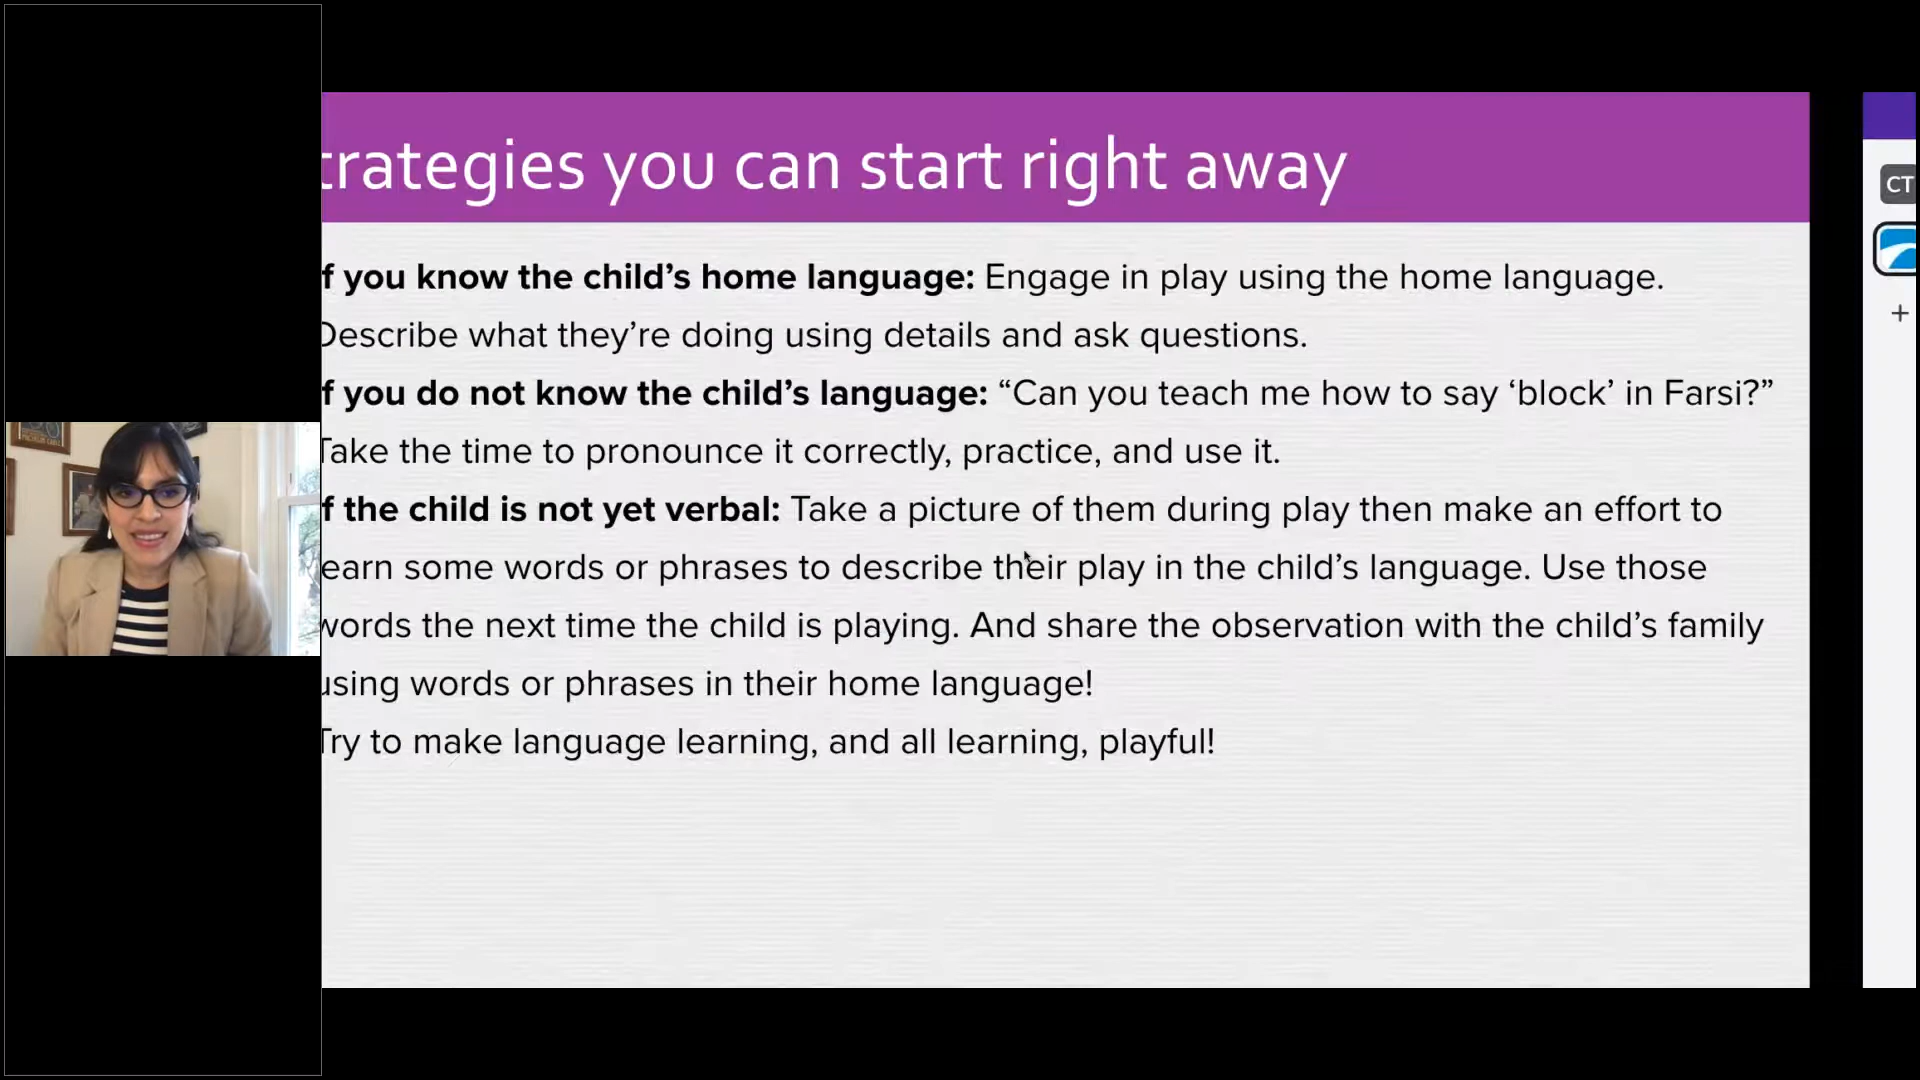 trategies you can start right away
f you know the child’s home language: Engage in play using the home language.
Describe what they’re doing using details and ask questions.
f you do not know the child’s language: “Can you teach me how to say ‘block’ in Farsi?”
Take the time to pronounce it correctly, practice, and use it.
f the child is not yet verbal: Take a picture of them during play then make an effort to
earn some words or phrases to describe their play in the child’s language. Use those
words the next time the child is playing. And share the observation with the child’s family
using words or phrases in their home language!
Try to make language learning, and all learning, playful!
CT
+